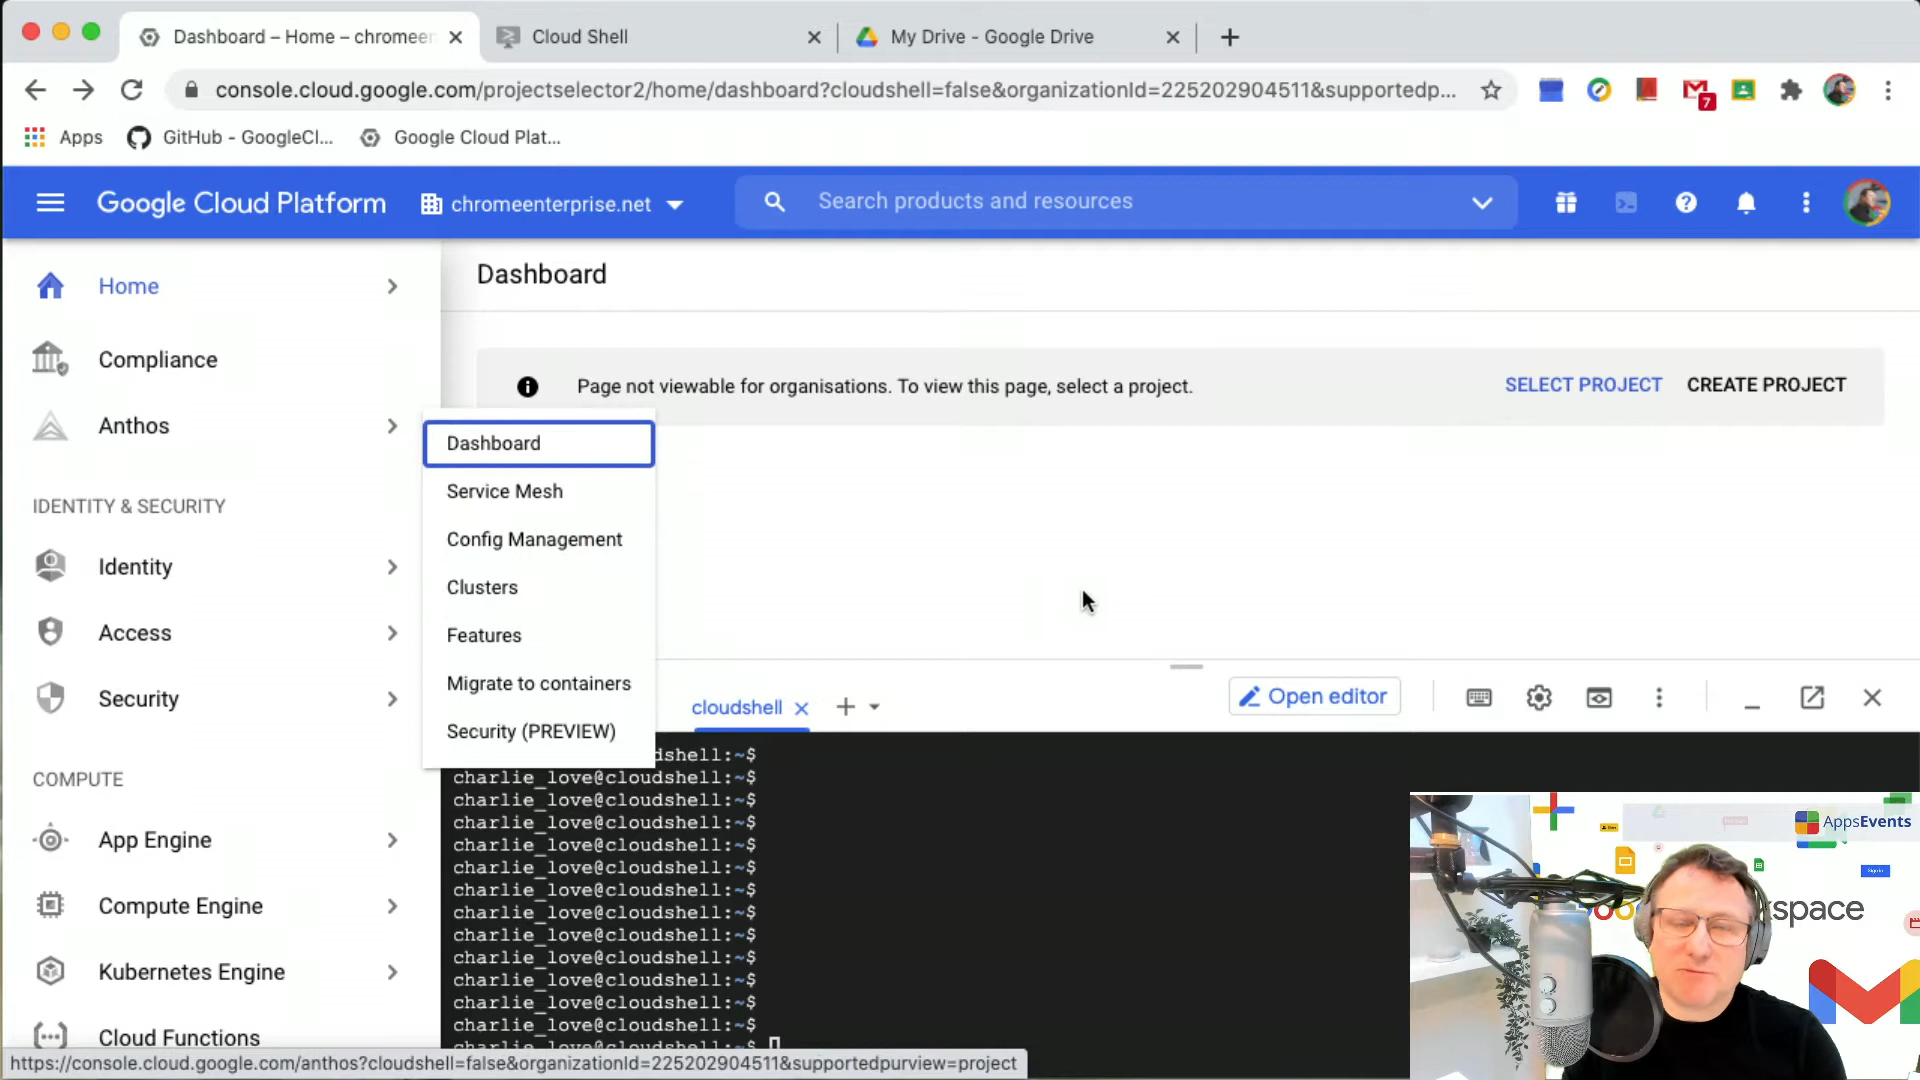 Dashboard – Home – chromeen
Cloud Shell
My Drive - Google Drive
console.cloud.google.com/projectselector2/home/dashboard?cloudshell=false&organizationId=225202904511&supportedp...
7
Apps
GitHub - GoogleCl...
Google Cloud Plat...
Google Cloud Platform
chromeenterprise.net
Search products and resources
Home
Compliance
Anthos
IDENTITY & SECURITY
Identity
Access
Security
COMPUTE
App Engine
Compute Engine
Kubernetes Engine
Cloud Functions
Dashboard
Page not viewable for organisations. To view this page, select a project.
SELECT PROJECT
CREATE PROJECT
Dashboard
Service Mesh
Config Management
Clusters
Features
Migrate to containers
Security (PREVIEW)
cloudshell
Open editor
dshell:~$
charlie_love@cloudshell:~$
charlie_love@cloudshell:~$
charlie_love@cloudshell:~$
charlie_love@cloudshell:~$
charlie_love@cloudshell:~$
charlie_love@cloudshell:~$
charlie_love@cloudshell:~$
charlie_love@cloudshell:~$
charlie_love@cloudshell:~$
charlie_love@cloudshell:~$
charlie_love@cloudshell:~$
charlie_love@cloudshell:~$
charlie_love@cloudshell:~$
https://console.cloud.google.com/anthos?cloudshell=false&organizationId=225202904511&supportedpurview=project
AppsEvents
Goo
kspace